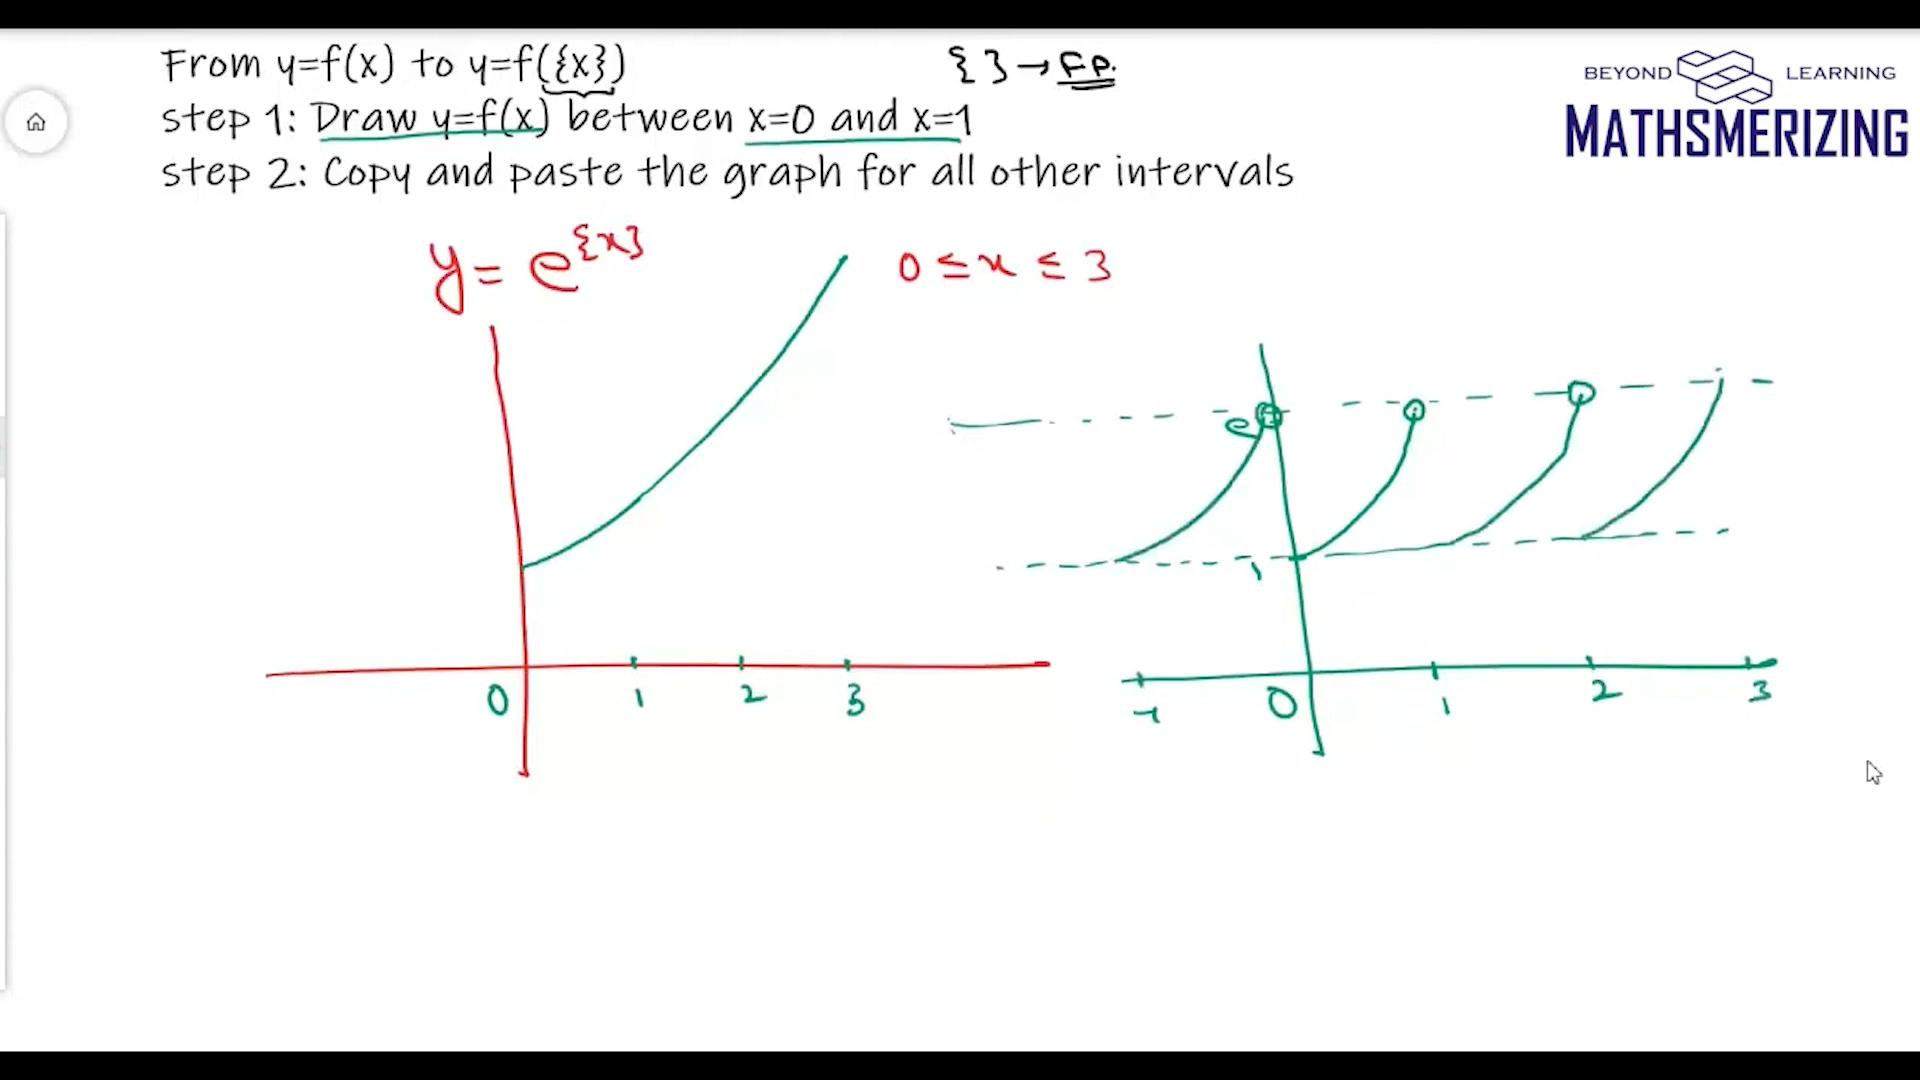 From y=f(x) to y=f({x})
{ } → F.P.
step 1: Draw y=f(x) between x=0 and x=1
step 2: Copy and paste the graph for all other intervals
BEYOND LEARNING
MATHSMERIZING
y= e^{x}
0 ≤ x ≤ 3
e
1
0 1 2 3
-1 0 1 2 3